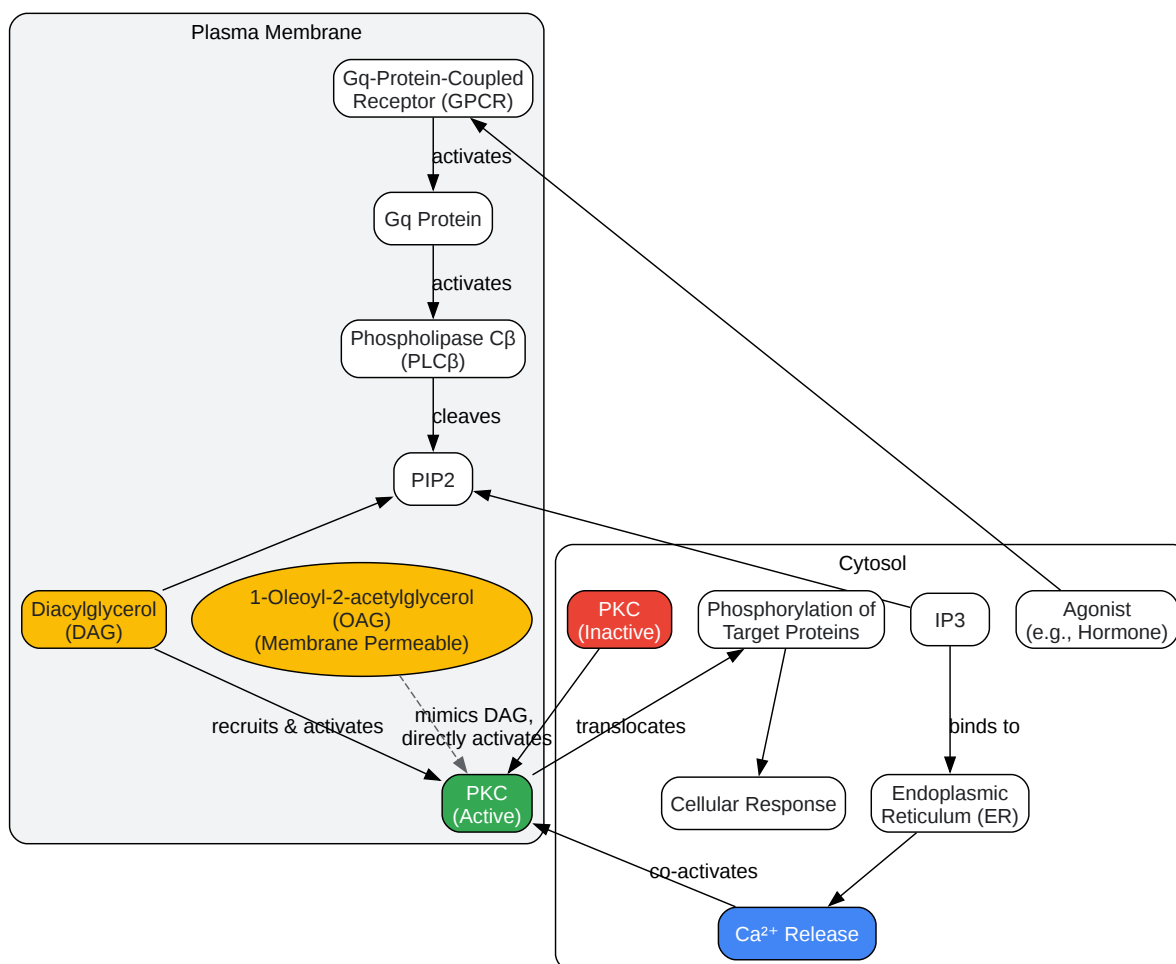 Plasma Membrane
Gq-Protein-Coupled
Receptor (GPCR)
activates
Gq Protein
activates
Phospholipase Cβ
(PLCβ)
cleaves
PIP2
Cytosol
Diacylglycerol
(DAG)
1-Oleoyl-2-acetylglycerol
(OAG)
(Membrane Permeable)
PKC
(Inactive)
Phosphorylation of
Target Proteins
IP3
Agonist
(e.g., Hormone)
recruits & activates
mimics DAG,
directly activates
translocates
binds to
PKC
(Active)
Cellular Response
Endoplasmic
Reticulum (ER)
co-activates
Ca²⁺ Release